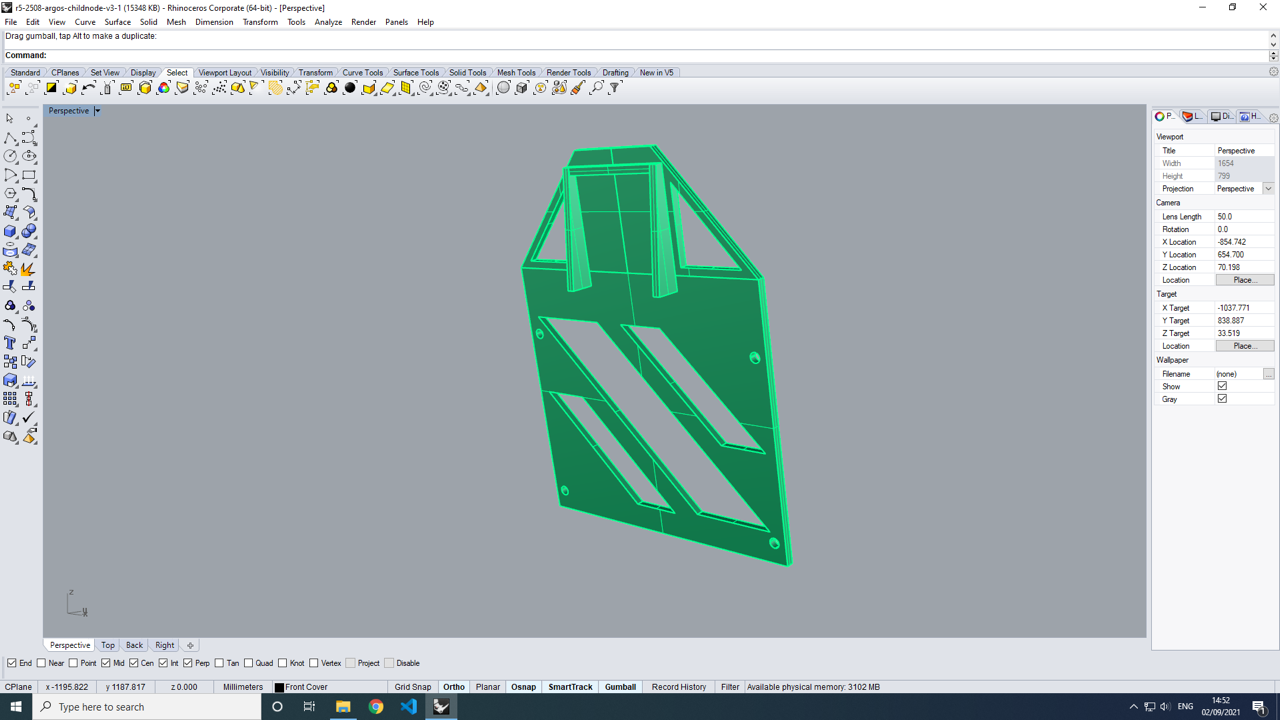 r5-2508-argos-childnode-v3-1 (15348 KB) - Rhinoceros Corporate (64-bit) - [Perspective]
File Edit View Curve Surface Solid Mesh Dimension Transform Tools Analyze Render Panels Help
Drag gumball, tap Alt to make a duplicate:
Command:
Standard CPlanes Set View Display Select Viewport Layout Visibility Transform Curve Tools Surface Tools Solid Tools Mesh Tools Render Tools Drafting New in V5
Perspective
P... L... Di... H...
Viewport
Title Perspective
Width 1654
Height 799
Projection Perspective
Camera
Lens Length 50.0
Rotation 0.0
X Location -854.742
Y Location 654.700
Z Location 70.198
Location Place...
Target
X Target -1037.771
Y Target 838.887
Z Target 33.519
Location Place...
Wallpaper
Filename (none) ...
Show
Gray
z
y
x
Perspective Top Back Right
End Near Point Mid Cen Int Perp Tan Quad Knot Vertex Project Disable
CPlane x -1195.822 y 1187.817 z 0.000 Millimeters Front Cover Grid Snap Ortho Planar Osnap SmartTrack Gumball Record History Filter Available physical memory: 3102 MB
Type here to search
ENG
14:52
02/09/2021
1